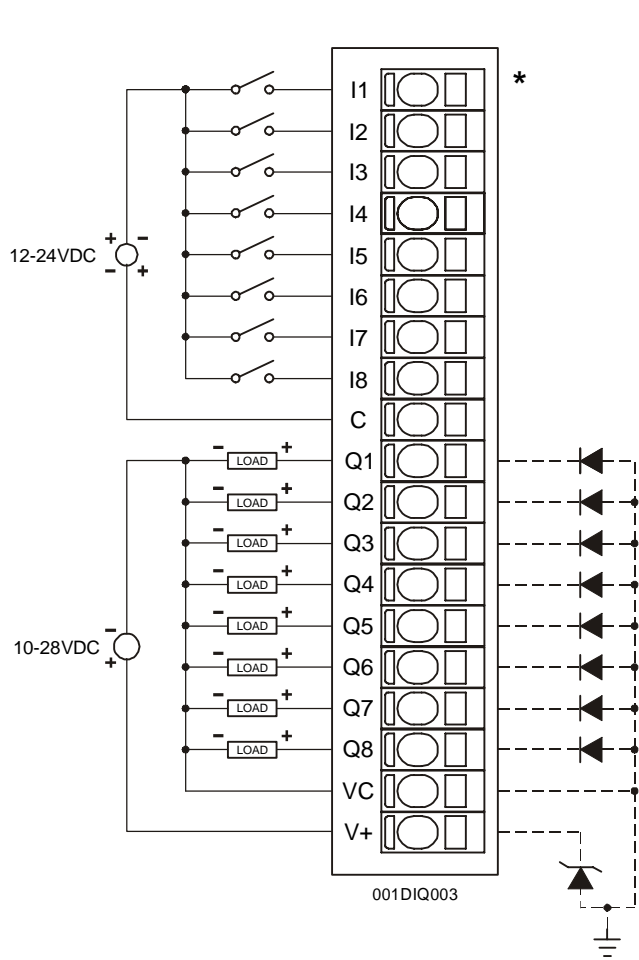 *
I1
I2
I3
I4
+ -
12-24VDC
- +
I5
I6
I7
I8
C
- LOAD + Q1
- LOAD + Q2
- LOAD + Q3
- LOAD + Q4
- LOAD + Q5
-
10-28VDC
+
- LOAD + Q6
- LOAD + Q7
- LOAD + Q8
VC
V+
001DIQ003